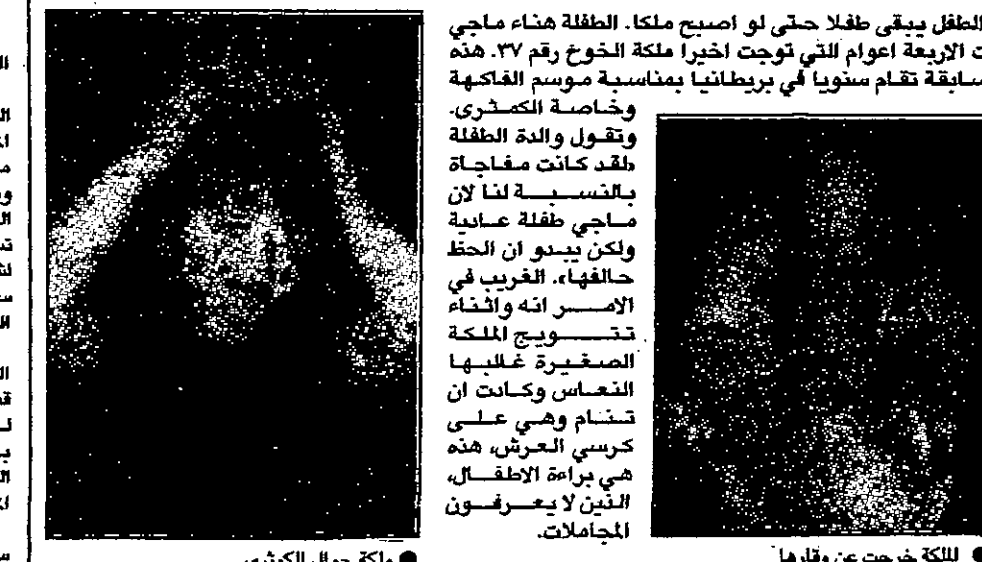 الطفل يبقى طفلا حتى لو اصبح ملكا. الطفلة هناء ماجي
ت الاربعة اعوام التي توجت اخيرا ملكة الخوخ رقم ٣٧. هذه
سابقة تقام سنويا في بريطانيا بمناسبة موسم الفاكهة
وخاصة الكمثرى.
وتقول والدة الطفلة
«لقد كانت مفاجاة
بالنسبة لنا لان
ماجي طفلة عادية
ولكن يبدو ان الحظ
حالفها». الغريب في
الامر انه واثناء
تتويج الملكة
الصغيرة غالبها
النعاس وكادت ان
تنام وهي على
كرسي العرش، هذه
هي براءة الاطفال،
الذين لا يعرفون
المجاملات.
● الملكة خرجت عن وقارها
● ملكة جمال الكمثرى